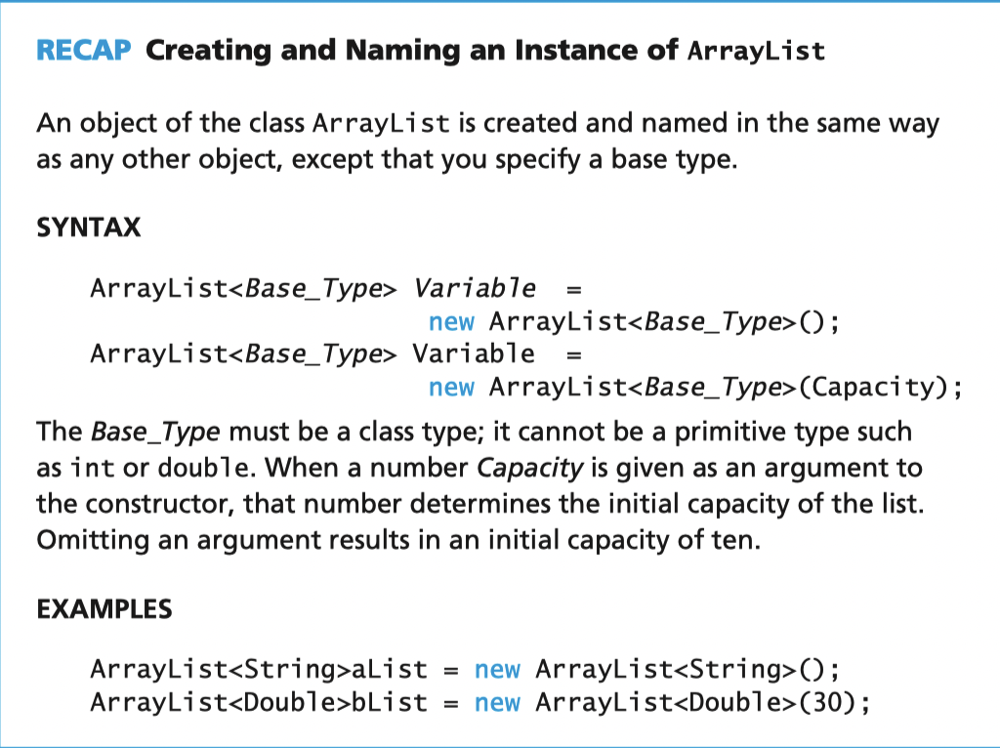 RECAP Creating and Naming an Instance of ArrayList
An object of the class ArrayList is created and named in the same way
as any other object, except that you specify a base type.
SYNTAX
ArrayList<Base_Type> Variable =
new ArrayList<Base_Type>();
ArrayList<Base_Type> Variable =
new ArrayList<Base_Type>(Capacity);
The Base_Type must be a class type; it cannot be a primitive type such
as int or double. When a number Capacity is given as an argument to
the constructor, that number determines the initial capacity of the list.
Omitting an argument results in an initial capacity of ten.
EXAMPLES
ArrayList<String>aList = new ArrayList<String>();
ArrayList<Double>bList = new ArrayList<Double>(30);